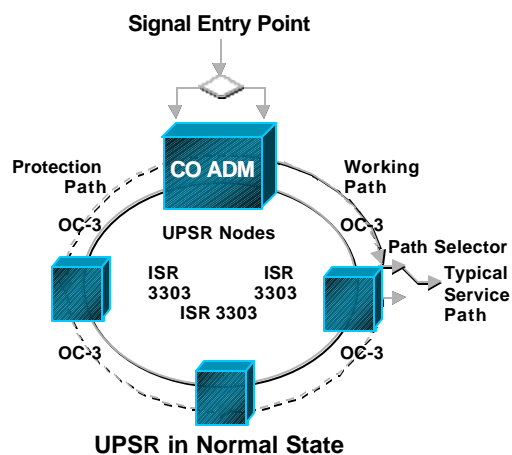 Signal Entry Point
CO ADM
Protection
Path
Working
Path
OC-3
OC-3
UPSR Nodes
Path Selector
ISR
3303
ISR
3303
ISR 3303
Typical
Service
Path
OC-3
OC-3
UPSR in Normal State